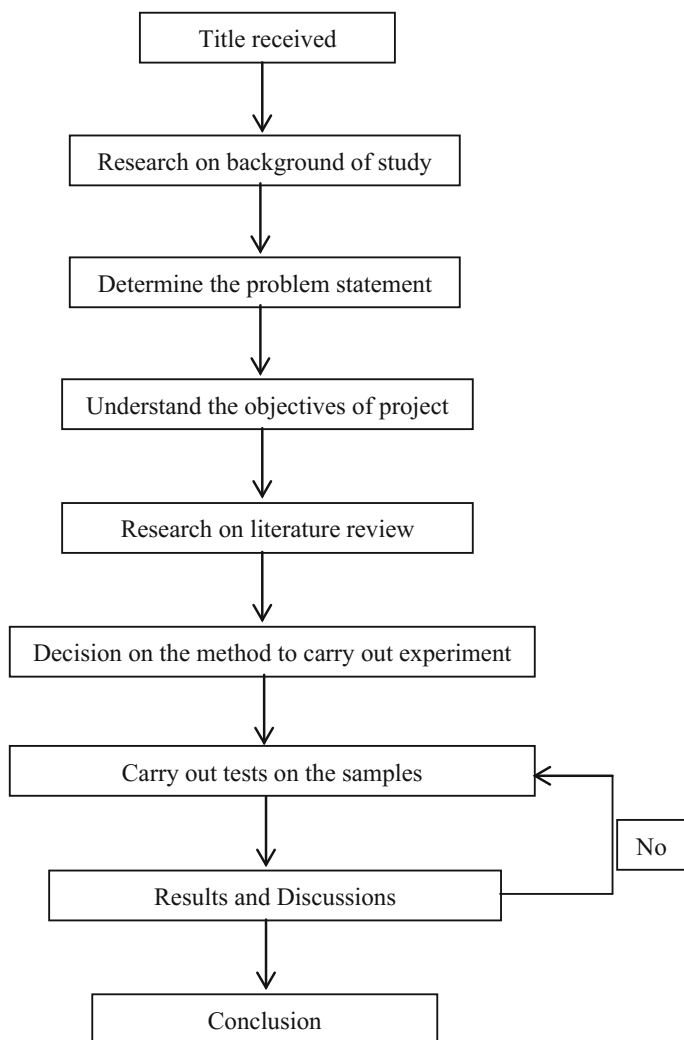 Title received
Research on background of study
Determine the problem statement
Understand the objectives of project
Research on literature review
Decision on the method to carry out experiment
Carry out tests on the samples
No
Results and Discussions
Conclusion